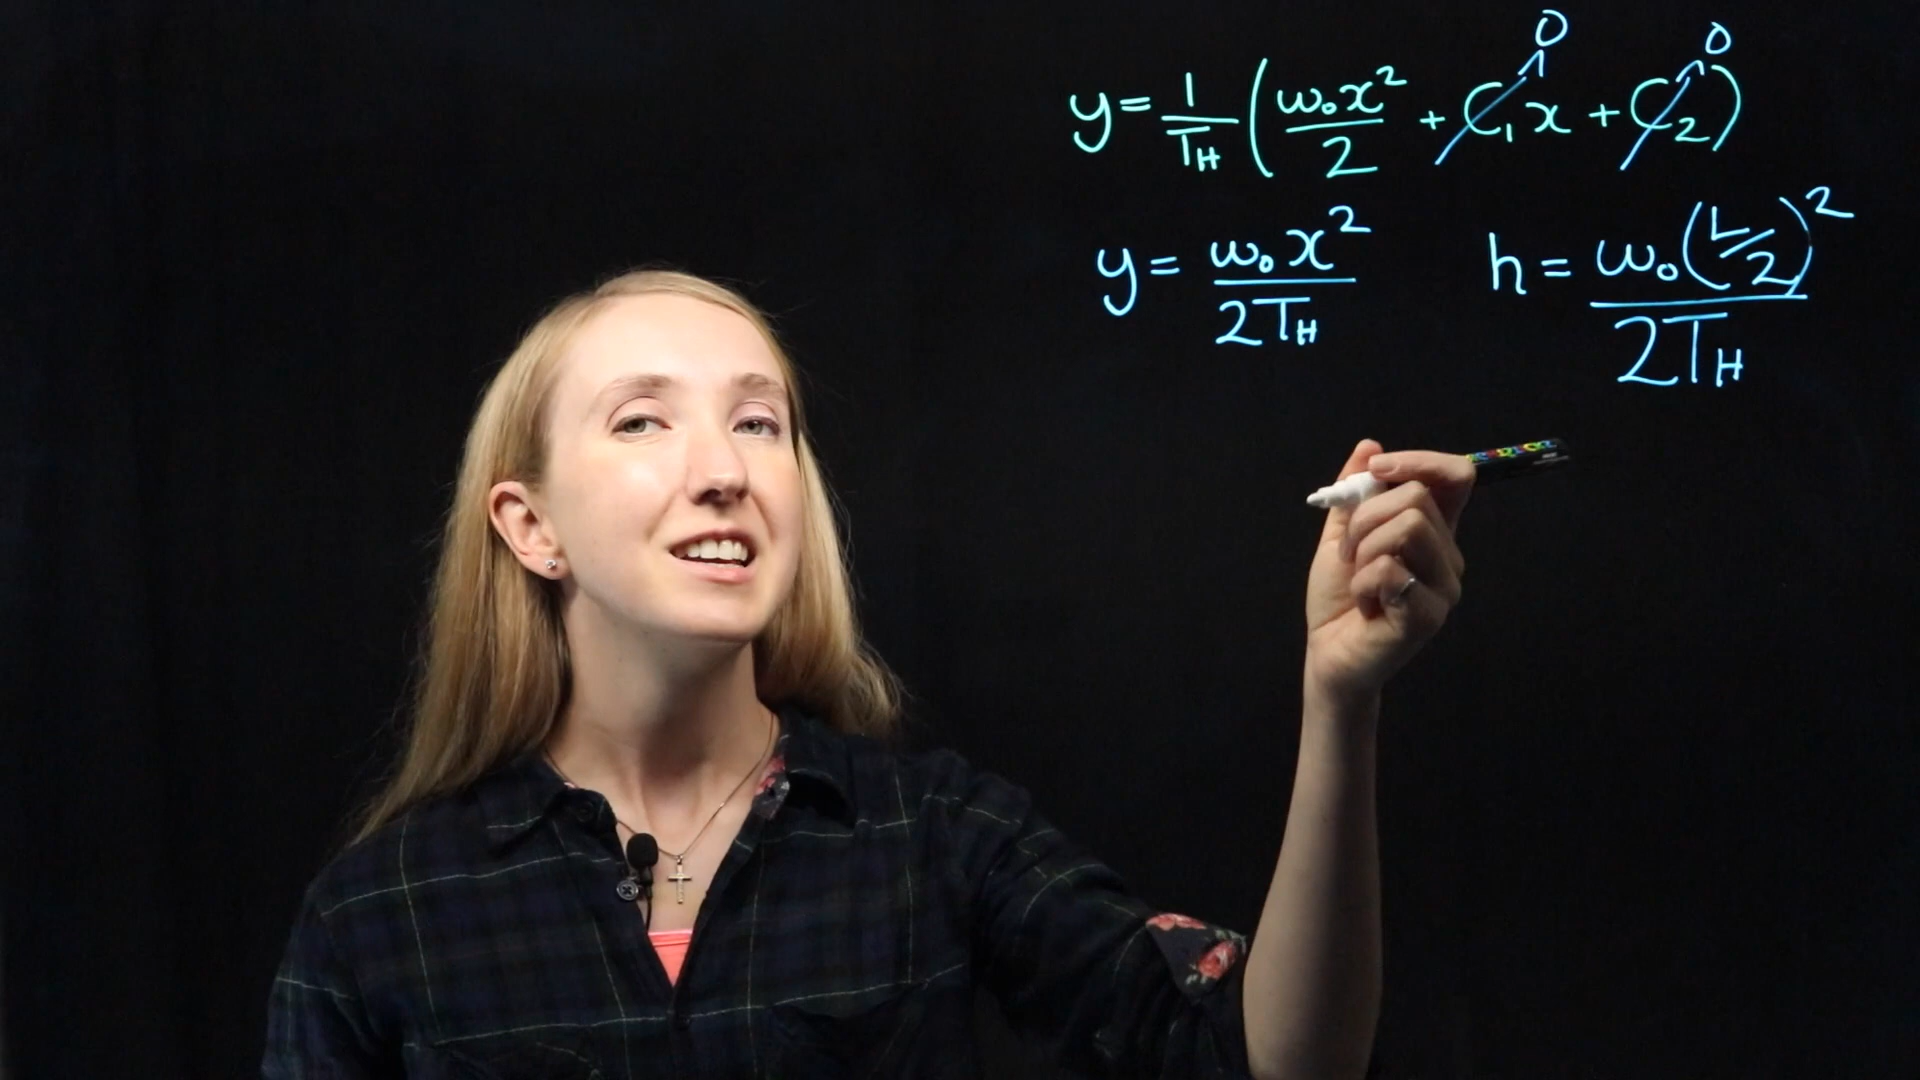 y = 1/T_H (w₀x²/2 + C₁x + C₂) 0 0
y = w₀x²/2T_H
h = w₀(L/2)²/2T_H